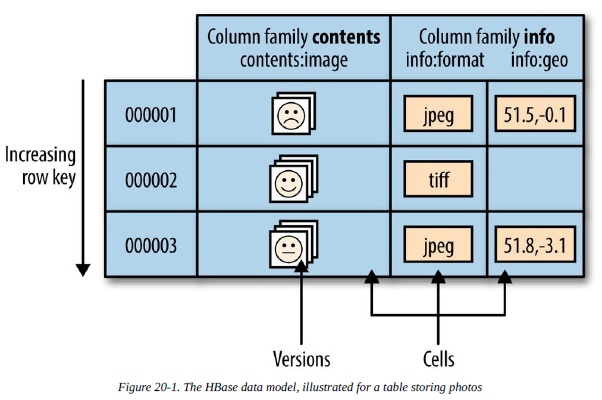 Column family contents
contents:image
Column family info
info:format info:geo
Increasing
row key
000001
jpeg
51.5,-0.1
000002
tiff
000003
jpeg
51.8,-3.1
Versions
Cells
Figure 20-1. The HBase data model, illustrated for a table storing photos